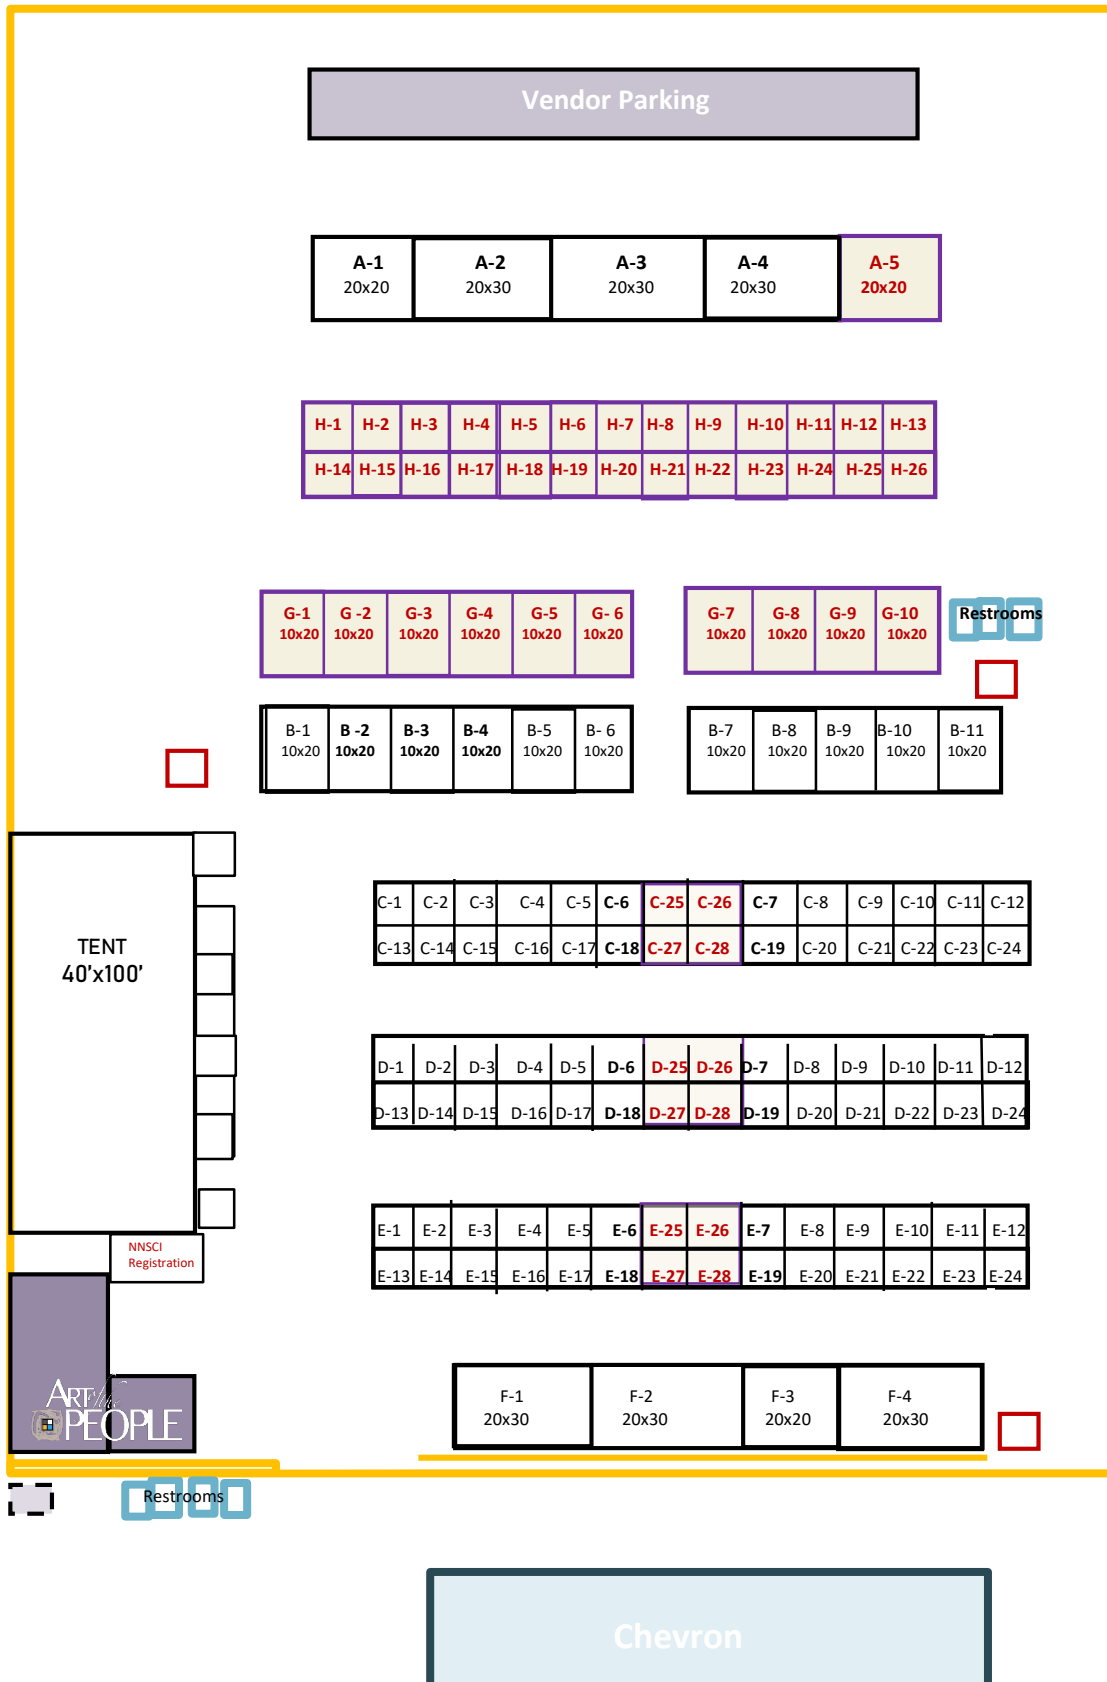 Vendor Parking
A-1 A-2 A-3 A-4 A-5
20x20 20x30 20x30 20x30 20x20
H-1 H-2 H-3 H-4 H-5 H-6 H-7 H-8 H-9 H-10 H-11 H-12 H-13
H-14 H-15 H-16 H-17 H-18 H-19 H-20 H-21 H-22 H-23 H-24 H-25 H-26
G-1 G -2 G-3 G-4 G-5 G- 6 G-7 G-8 G-9 G-10 Restrooms
10x20 10x20 10x20 10x20 10x20 10x20 10x20 10x20 10x20 10x20
B-1 B -2 B-3 B-4 B-5 B- 6 B-7 B-8 B-9 B-10 B-11
10x20 10x20 10x20 10x20 10x20 10x20 10x20 10x20 10x20 10x20 10x20
C-1 C-2 C-3 C-4 C-5 C-6 C-25 C-26 C-7 C-8 C-9 C-10 C-11 C-12
C-13 C-14 C-15 C-16 C-17 C-18 C-27 C-28 C-19 C-20 C-21 C-22 C-23 C-24
TENT
40'x100'
D-1 D-2 D-3 D-4 D-5 D-6 D-25 D-26 D-7 D-8 D-9 D-10 D-11 D-12
D-13 D-14 D-15 D-16 D-17 D-18 D-27 D-28 D-19 D-20 D-21 D-22 D-23 D-24
E-1 E-2 E-3 E-4 E-5 E-6 E-25 E-26 E-7 E-8 E-9 E-10 E-11 E-12
E-13 E-14 E-15 E-16 E-17 E-18 E-27 E-28 E-19 E-20 E-21 E-22 E-23 E-24
NNSCI
Registration
ART of the
PEOPLE
F-1 F-2 F-3 F-4
20x30 20x30 20x20 20x30
Restrooms
Chevron